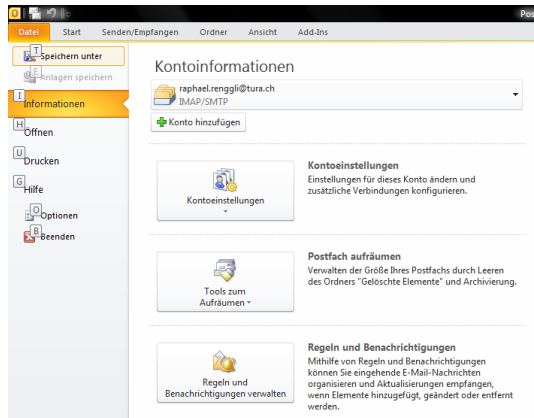 Pos
Datei Start Senden/Empfangen Ordner Ansicht Add-Ins
T
Speichern unter
E
Anlagen speichern
I
Informationen
H
Öffnen
U
Drucken
G
Hilfe
O
Optionen
B
Beenden
Kontoinformationen
raphael.renggli@tura.ch
IMAP/SMTP
Konto hinzufügen
Kontoeinstellungen
Kontoeinstellungen
Einstellungen für dieses Konto ändern und
zusätzliche Verbindungen konfigurieren.
Tools zum
Aufräumen
Postfach aufräumen
Verwalten der Größe Ihres Postfachs durch Leeren
des Ordners "Gelöschte Elemente" und Archivierung.
Regeln und
Benachrichtigungen verwalten
Regeln und Benachrichtigungen
Mithilfe von Regeln und Benachrichtigungen
können Sie eingehende E-Mail-Nachrichten
organisieren und Aktualisierungen empfangen,
wenn Elemente hinzugefügt, geändert oder entfernt
werden.